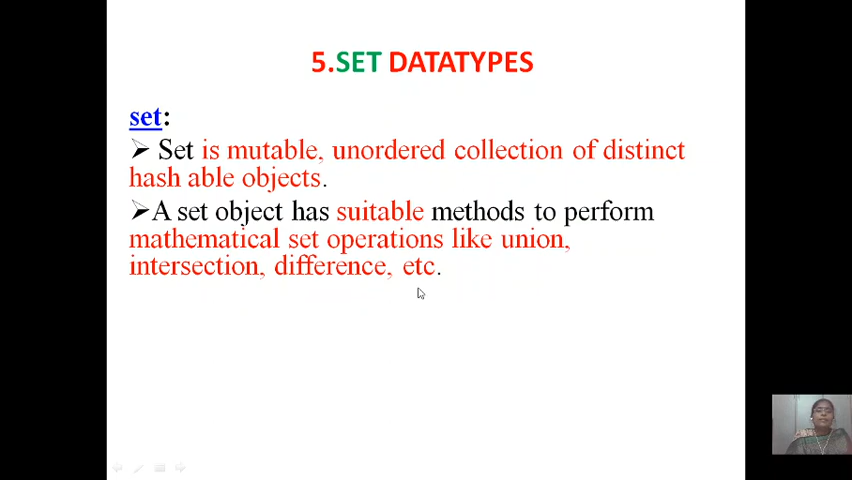 5.SET DATATYPES
set:
➢ Set is mutable, unordered collection of distinct
hash able objects.
➢A set object has suitable methods to perform
mathematical set operations like union,
intersection, difference, etc.